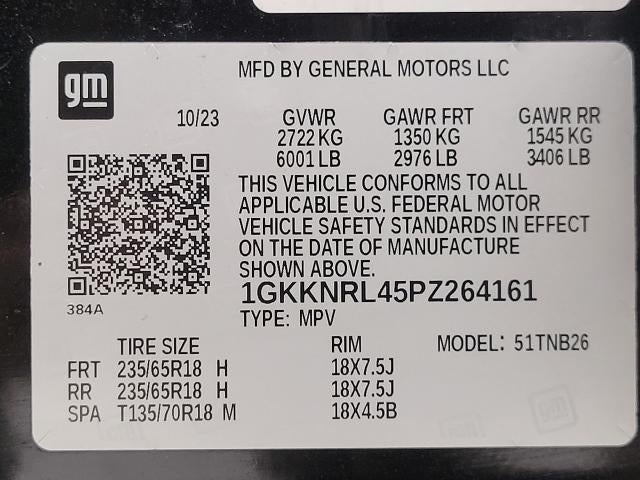 gm
MFD BY GENERAL MOTORS LLC
10/23 GVWR GAWR FRT GAWR RR
2722 KG 1350 KG 1545 KG
6001 LB 2976 LB 3406 LB
THIS VEHICLE CONFORMS TO ALL
APPLICABLE U.S. FEDERAL MOTOR
VEHICLE SAFETY STANDARDS IN EFFECT
ON THE DATE OF MANUFACTURE
SHOWN ABOVE.
384A
1GKKNRL45PZ264161
TYPE: MPV
TIRE SIZE RIM MODEL: 51TNB26
FRT 235/65R18 H 18X7.5J
RR 235/65R18 H 18X7.5J
SPA T135/70R18 M 18X4.5B
gm